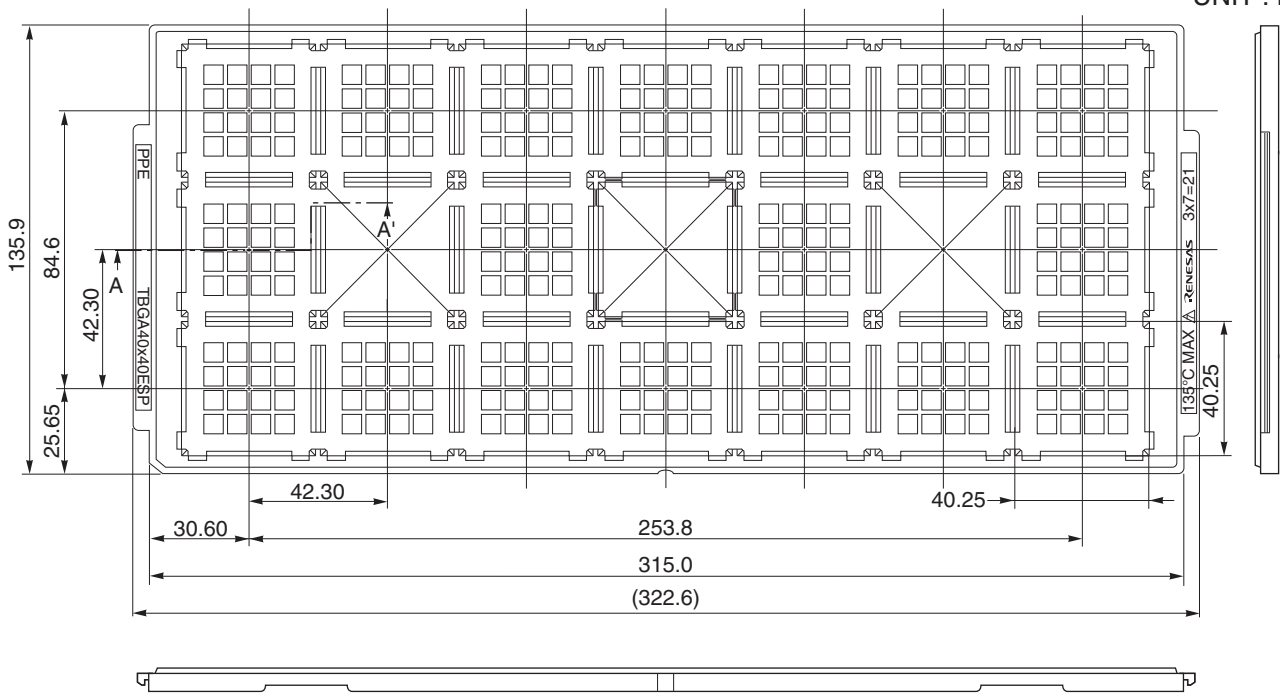 UNIT :
135.9
84.6
42.30
25.65
PPE
TBGA40x40ESP
A
A'
135°C MAX RENESAS 3x7=21
40.25
42.30
40.25
30.60
253.8
315.0
(322.6)